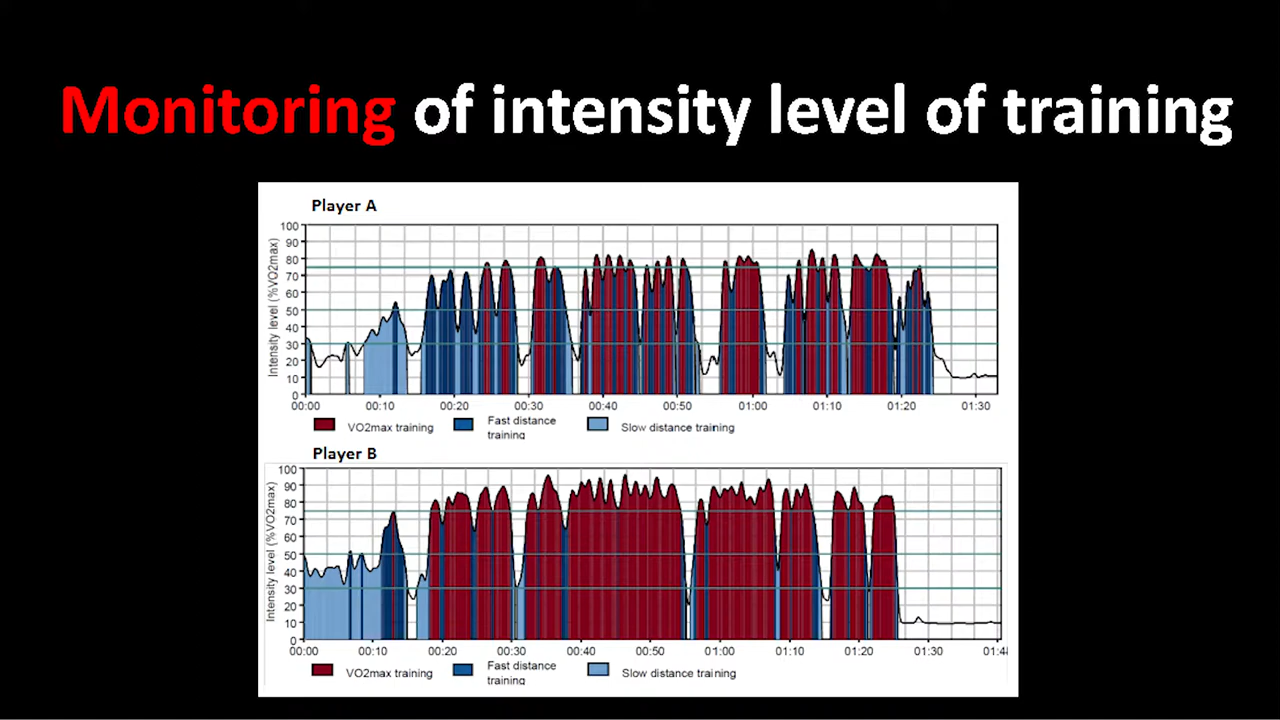 Monitoring of intensity level of training
Player A
Intensity level (%VO2max)
100
90
80
70
60
50
40
30
20
10
0
00:00 00:10 00:20 00:30 00:40 00:50 01:00 01:10 01:20 01:30
VO2max training Fast distance training Slow distance training
Player B
Intensity level (%VO2max)
100
90
80
70
60
50
40
30
20
10
0
00:00 00:10 00:20 00:30 00:40 00:50 01:00 01:10 01:20 01:30
VO2max training Fast distance training Slow distance training